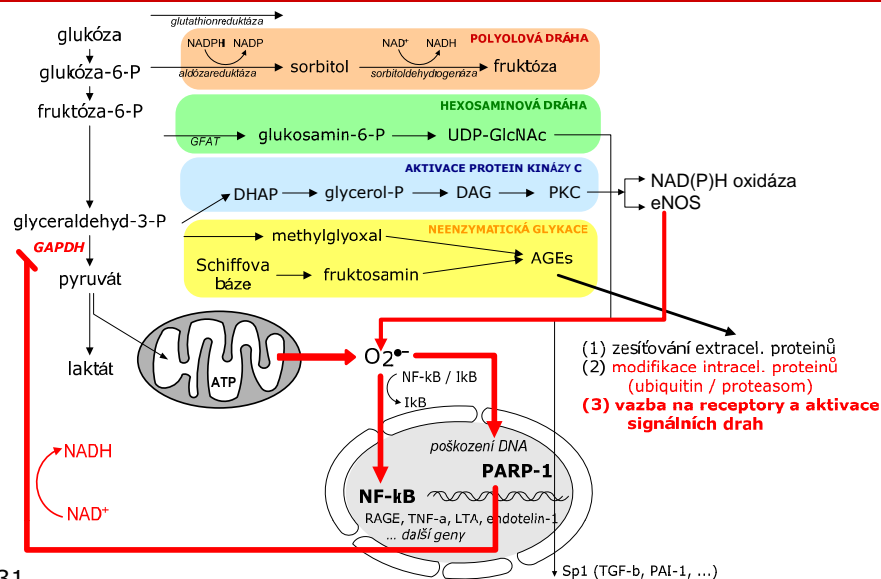 glukóza
glutathionreduktáza
POLYOLOVÁ DRÁHA
NADPH NADP
NAD+ NADH
glukóza-6-P
aldózareduktáza
sorbitol
sorbitoldehydrogenáza
fruktóza
fruktóza-6-P
HEXOSAMINOVÁ DRÁHA
GFAT
glukosamin-6-P
UDP-GlcNAc
AKTIVACE PROTEIN KINÁZY C
DHAP
glycerol-P
DAG
PKC
NAD(P)H oxidáza
eNOS
glyceraldehyd-3-P
NEENZYMATICKÁ GLYKACE
methylglyoxal
GAPDH
AGEs
Schiffova
báze
fruktosamin
pyruvát
laktát
ATP
O2•–
NF-kB / IkB
IkB
(1) zesíťování extracel. proteinů
(2) modifikace intracel. proteinů
(ubiquitin / proteasom)
(3) vazba na receptory a aktivace
signálních drah
poškození DNA
PARP-1
NADH
NAD+
NF-kB
RAGE, TNF-a, LTA, endotelin-1
... další geny
Sp1 (TGF-b, PAI-1, ...)
31